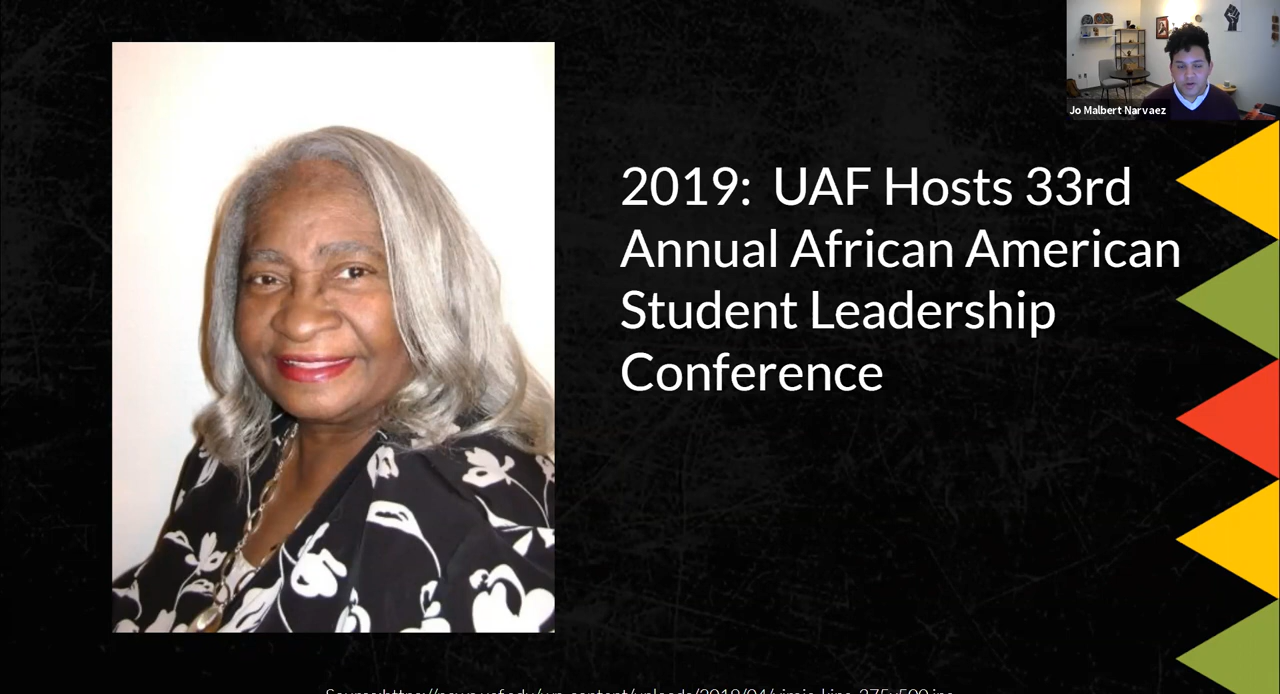 Jo Malbert Narvaez
2019: UAF Hosts 33rd
Annual African American
Student Leadership
Conference